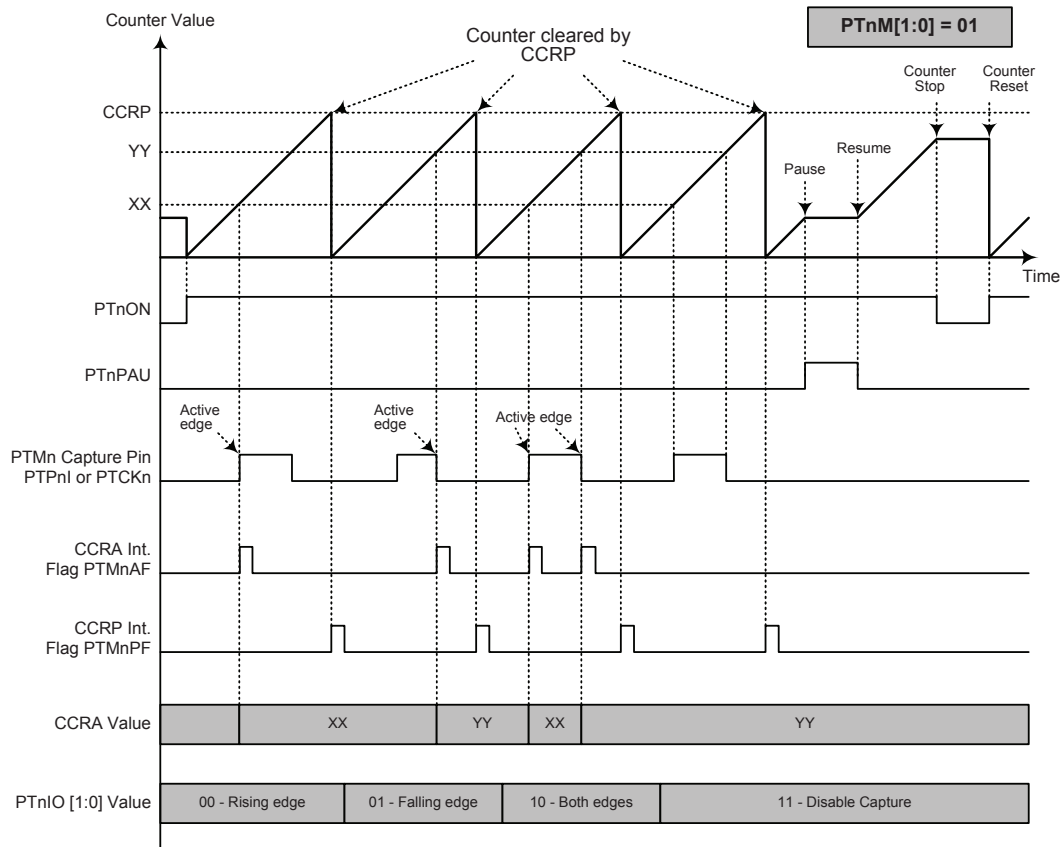 Counter Value
PTnM[1:0] = 01
Counter cleared by
CCRP
Counter
Stop
Counter
Reset
CCRP
YY
XX
Pause
Resume
Time
PTnON
PTnPAU
Active
edge
Active
edge
Active edge
PTMn Capture Pin
PTPnI or PTCKn
CCRA Int.
Flag PTMnAF
CCRP Int.
Flag PTMnPF
CCRA Value
XX
YY
XX
YY
PTnIO [1:0] Value
00 - Rising edge
01 - Falling edge
10 - Both edges
11 - Disable Capture